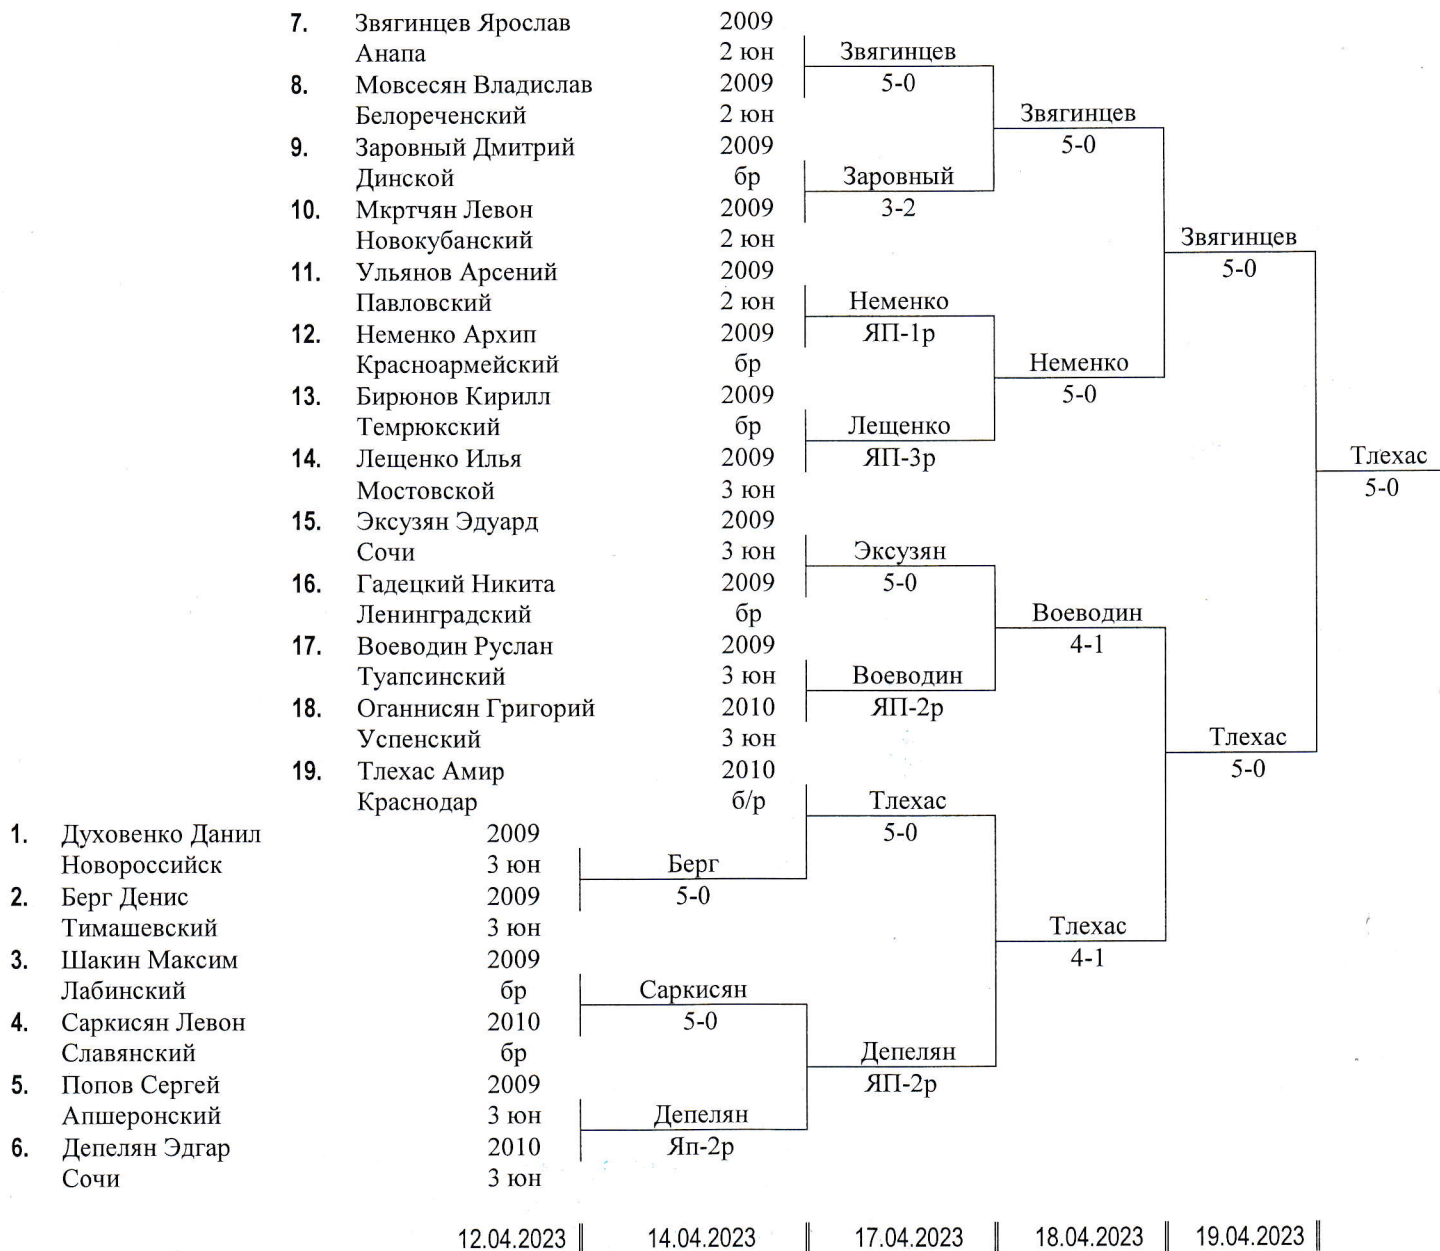 7. Звягинцев Ярослав 2009
Анапа 2 юн Звягинцев
8. Мовсесян Владислав 2009 5-0
Белореченский 2 юн Звягинцев
9. Заровный Дмитрий 2009 5-0
Динской бр Заровный
10. Мкртчян Левон 2009 3-2
Новокубанский 2 юн Звягинцев
11. Ульянов Арсений 2009 5-0
Павловский 2 юн Неменко
12. Неменко Архип 2009 ЯП-1р
Красноармейский бр Неменко
13. Бирюнов Кирилл 2009 5-0
Темрюкский бр Лещенко
14. Лещенко Илья 2009 ЯП-3р Тлехас
Мостовской 3 юн 5-0
15. Эксузян Эдуард 2009
Сочи 3 юн Эксузян
16. Гадецкий Никита 2009 5-0
Ленинградский бр Воеводин
17. Воеводин Руслан 2009 4-1
Туапсинский 3 юн Воеводин
18. Оганнисян Григорий 2010 ЯП-2р
Успенский 3 юн Тлехас
19. Тлехас Амир 2010 5-0
Краснодар б/р Тлехас
1. Духовенко Данил 2009 5-0
Новороссийск 3 юн Берг
2. Берг Денис 2009 5-0
Тимашевский 3 юн Тлехас
3. Шакин Максим 2009 4-1
Лабинский бр Саркисян
4. Саркисян Левон 2010 5-0
Славянский бр Депелян
5. Попов Сергей 2009 ЯП-2р
Апшеронский 3 юн Депелян
6. Депелян Эдгар 2010 Яп-2р
Сочи 3 юн
12.04.2023 14.04.2023 17.04.2023 18.04.2023 19.04.2023